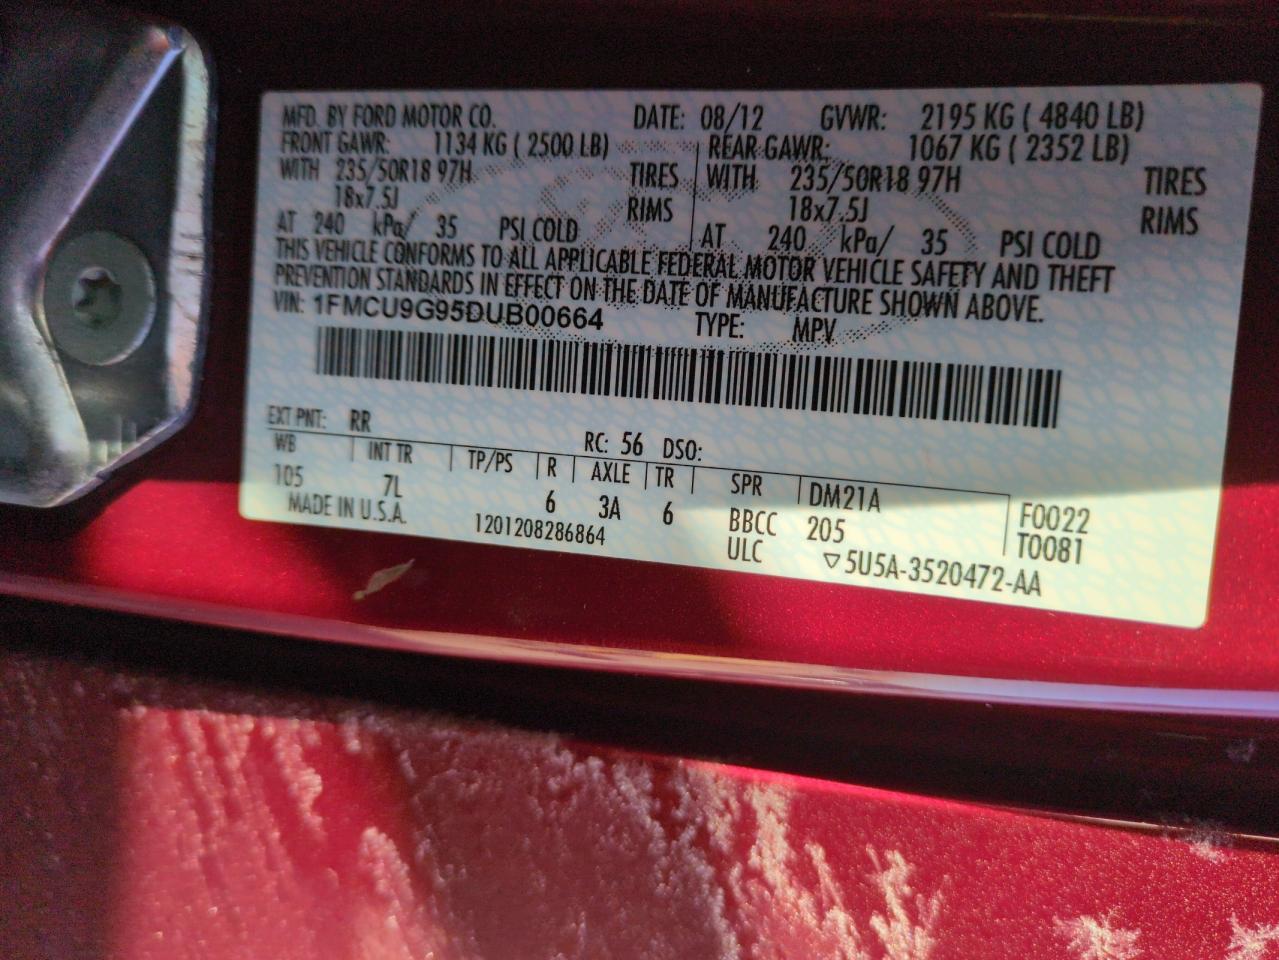 MFD. BY FORD MOTOR CO. DATE: 08/12 GVWR: 2195 KG ( 4840 LB)
FRONT GAWR: 1134 KG ( 2500 LB) REAR GAWR: 1067 KG ( 2352 LB)
WITH 235/50R18 97H TIRES WITH 235/50R18 97H TIRES
18x7.5J RIMS 18x7.5J RIMS
AT 240 kPa/ 35 PSI COLD AT 240 kPa/ 35 PSI COLD
THIS VEHICLE CONFORMS TO ALL APPLICABLE FEDERAL MOTOR VEHICLE SAFETY AND THEFT
PREVENTION STANDARDS IN EFFECT ON THE DATE OF MANUFACTURE SHOWN ABOVE.
VIN: 1FMCU9G95DUB00664 TYPE: MPV
EXT PNT: RR RC: 56 DSO:
WB INT TR TP/PS R AXLE TR SPR DM21A F0022
105 7L 6 3A 6 BBCC 205 T0081
MADE IN U.S.A. 1201208286864 ULC ▽5U5A-3520472-AA